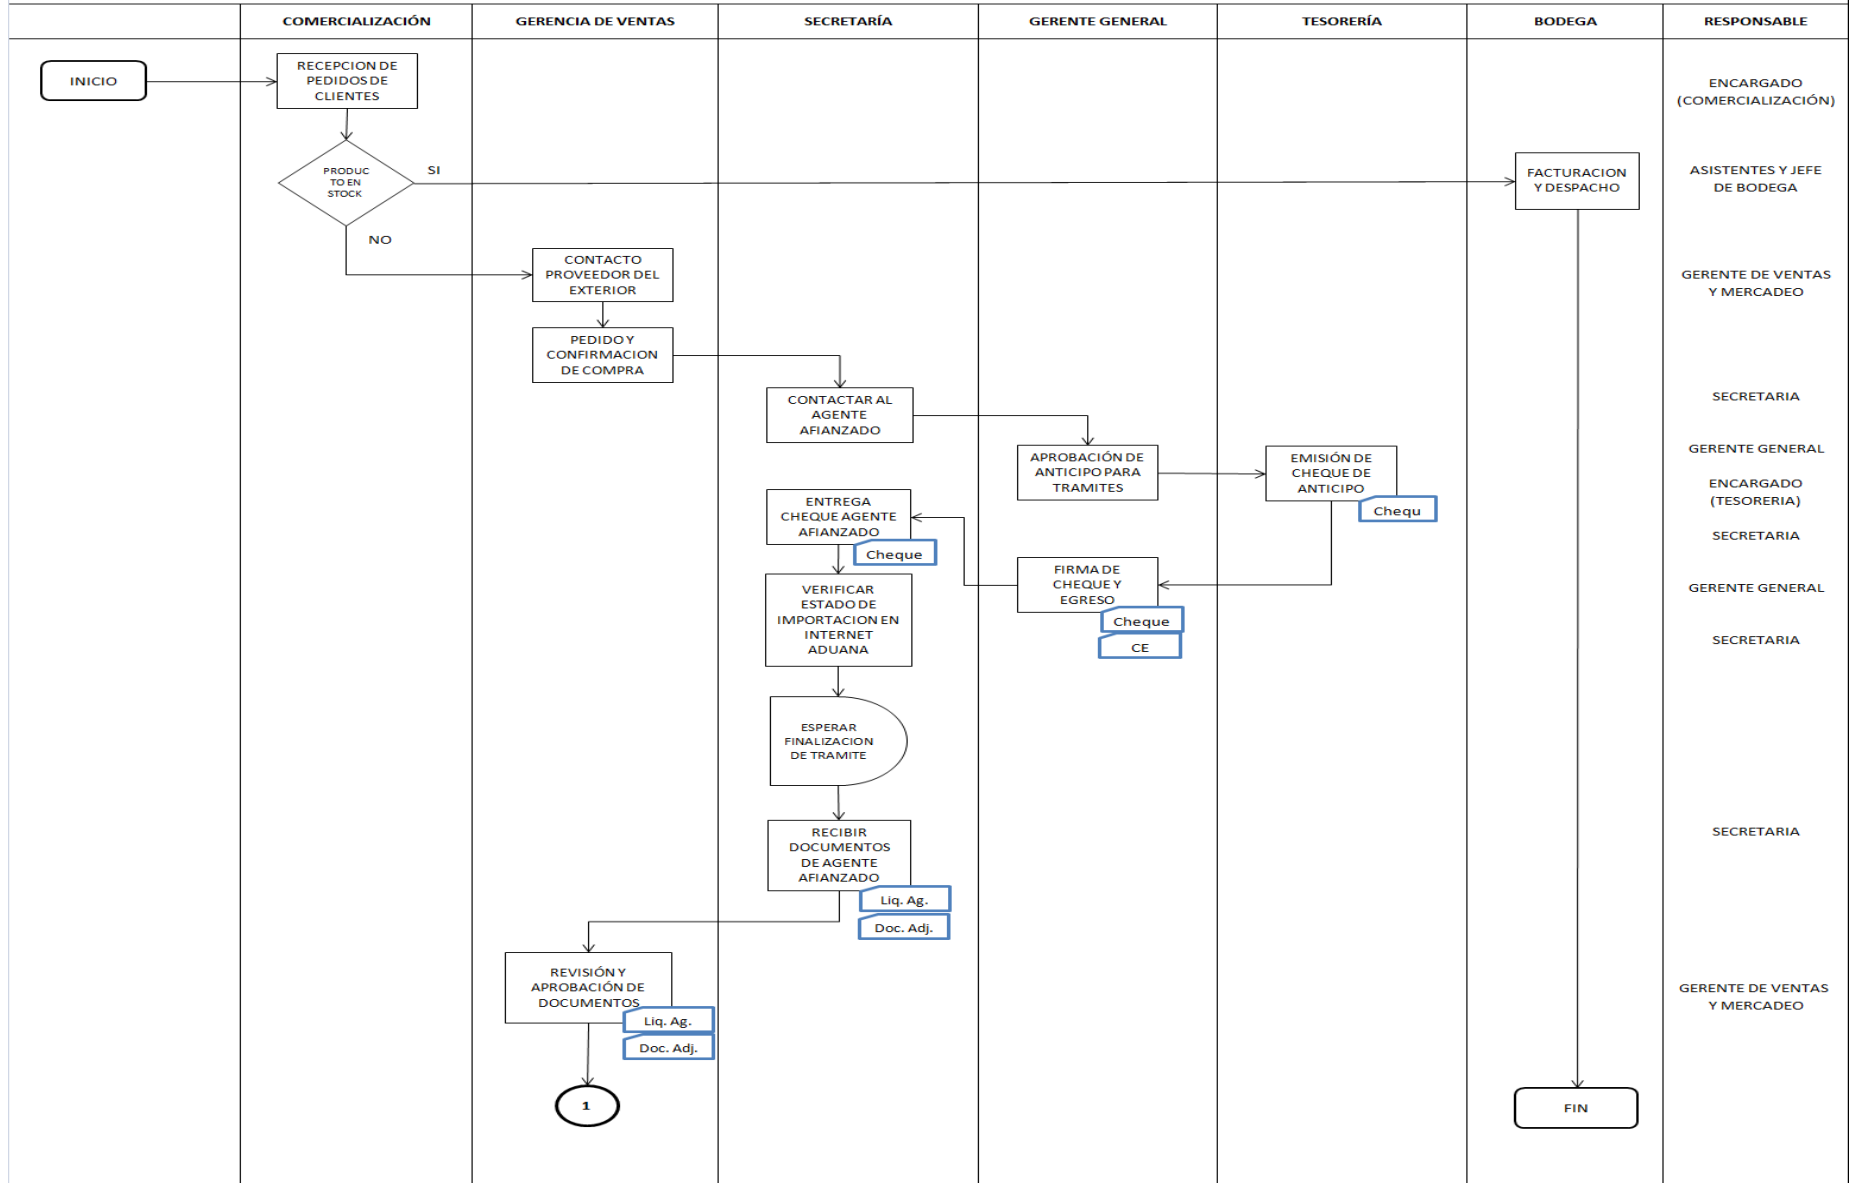 COMERCIALIZACIÓN
GERENCIA DE VENTAS
SECRETARÍA
GERENTE GENERAL
TESORERÍA
BODEGA
RESPONSABLE
INICIO
RECEPCION DE
PEDIDOS DE
CLIENTES
ENCARGADO
(COMERCIALIZACIÓN)
PRODUC
TO EN
STOCK
SI
FACTURACION
Y DESPACHO
ASISTENTES Y JEFE
DE BODEGA
NO
CONTACTO
PROVEEDOR DEL
EXTERIOR
GERENTE DE VENTAS
Y MERCADEO
PEDIDO Y
CONFIRMACION
DE COMPRA
CONTACTAR AL
AGENTE
AFIANZADO
SECRETARIA
APROBACIÓN DE
ANTICIPO PARA
TRAMITES
GERENTE GENERAL
EMISIÓN DE
CHEQUE DE
ANTICIPO
Chequ
ENCARGADO
(TESORERIA)
ENTREGA
CHEQUE AGENTE
AFIANZADO
Cheque
SECRETARIA
FIRMA DE
CHEQUE Y
EGRESO
Cheque
CE
GERENTE GENERAL
VERIFICAR
ESTADO DE
IMPORTACION EN
INTERNET
ADUANA
SECRETARIA
ESPERAR
FINALIZACION
DE TRAMITE
RECIBIR
DOCUMENTOS
DE AGENTE
AFIANZADO
Liq. Ag.
Doc. Adj.
SECRETARIA
REVISIÓN Y
APROBACIÓN DE
DOCUMENTOS
Liq. Ag.
Doc. Adj.
GERENTE DE VENTAS
Y MERCADEO
1
FIN